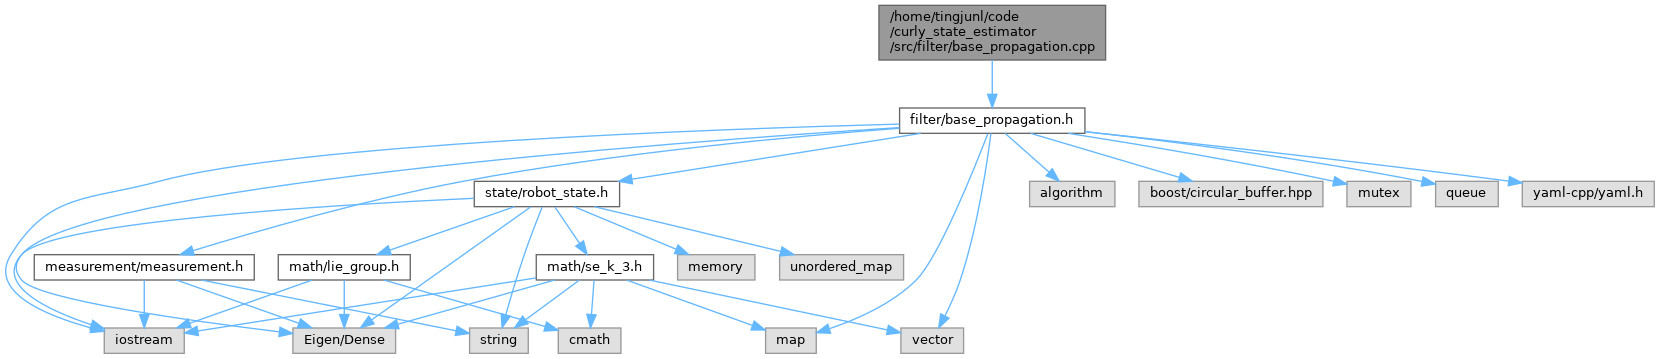 /home/tingjunl/code
/curly_state_estimator
/src/filter/base_propagation.cpp
filter/base_propagation.h
state/robot_state.h
algorithm
boost/circular_buffer.hpp
mutex
queue
yaml-cpp/yaml.h
measurement/measurement.h
math/lie_group.h
math/se_k_3.h
memory
unordered_map
iostream
Eigen/Dense
string
cmath
map
vector